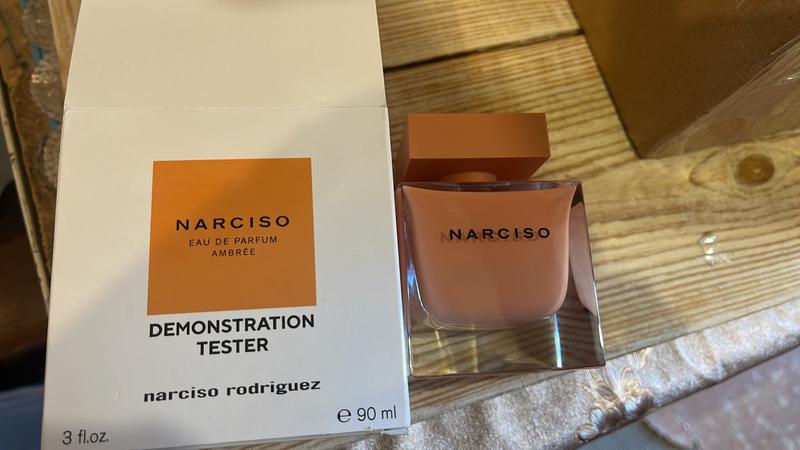 NARCISO
EAU DE PARFUM
AMBRÉE
DEMONSTRATION
TESTER
narciso rodriguez
3 fl.oz.
℮ 90 ml
NARCISO